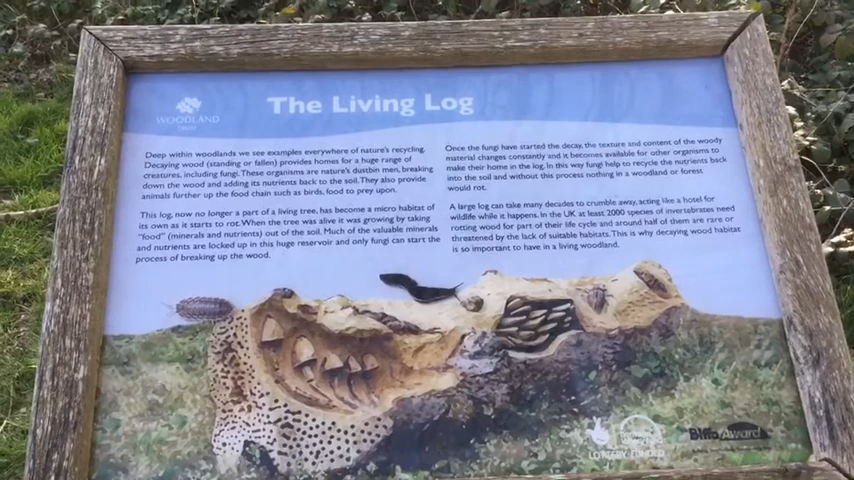 The Living Log
WOODLAND
TRUST
Deep within woodlands we see examples everywhere of nature's recycling.
Decaying wood (standing or fallen) provides homes for a huge range of
creatures, including fungi. These organisms are nature's dustbin men, breaking
down the wood and adding its nutrients back to the soil. They also provide
animals further up the food chain such as birds, food to prey upon.
This log, now no longer a part of a living tree, has become a micro habitat of
its own as it starts to rot. When the tree was alive it was growing by taking
"food" (minerals and nutrients) out of the soil. Much of the valuable minerals
and nutrients are locked up in this huge reservoir and only fungi can start the
process of breaking up the wood.
Once the fungi have started the decay, the texture and content of the woody
material changes constantly and it becomes available for other organisms to
make their home in the log. In this way fungi help to recycle the nutrients back
into the soil and without this process nothing in a woodland or forest
would rot.
A large log can take many decades to crumble away, acting like a hotel for
wildlife while it happens. In the UK at least 2000 species of invertebrates need
rotting wood for part of their life cycle and around half of them are rare or
threatened by the lack of suitable habitats. This is why decaying wood habitat
is so important to have in a living woodland.
LOTTERY FUNDED
Biffa Award